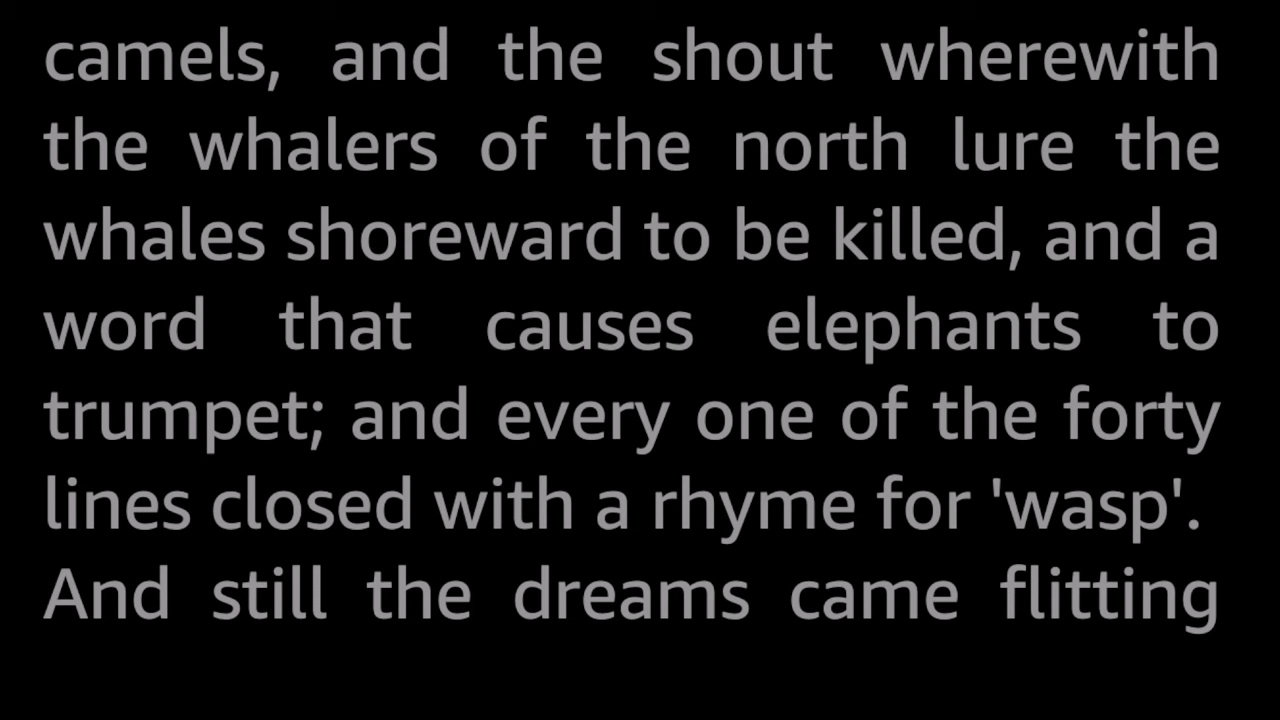 camels, and the shout wherewith
the whalers of the north lure the
whales shoreward to be killed, and a
word that causes elephants to
trumpet; and every one of the forty
lines closed with a rhyme for 'wasp'.
And still the dreams came flitting